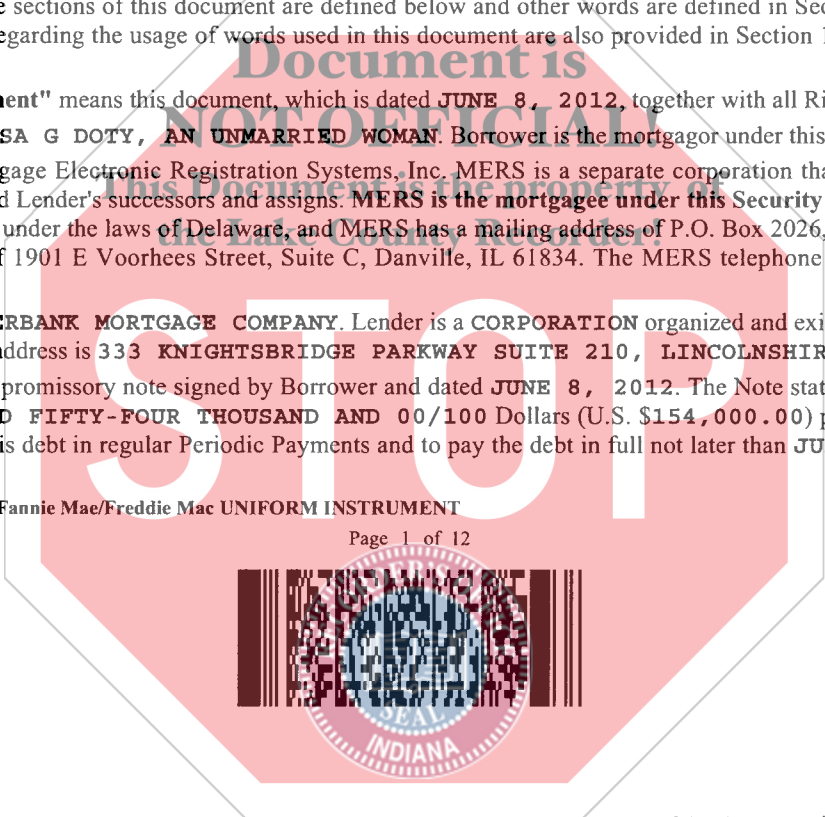 e sections of this document are defined below and other words are defined in Sec
egarding the usage of words used in this document are also provided in Section 1
Document is
ent" means this document, which is dated JUNE 8, 2012, together with all Ri
NOT OFFICIAL!
SA G DOTY, AN UNMARRIED WOMAN. Borrower is the mortgagor under this
gage Electronic Registration Systems, Inc. MERS is a separate corporation tha
This Document is the property of
d Lender's successors and assigns. MERS is the mortgagee under this Security
under the laws of Delaware, and MERS has a mailing address of P.O. Box 2026,
the Lake County Recorder!
f 1901 E Voorhees Street, Suite C, Danville, IL 61834. The MERS telephone
ERBANK MORTGAGE COMPANY. Lender is a CORPORATION organized and exi
address is 333 KNIGHTSBRIDGE PARKWAY SUITE 210, LINCOLNSHIR
promissory note signed by Borrower and dated JUNE 8, 2012. The Note stat
STOP
D FIFTY-FOUR THOUSAND AND 00/100 Dollars (U.S. $154,000.00) p
is debt in regular Periodic Payments and to pay the debt in full not later than JU
Fannie Mae/Freddie Mac UNIFORM INSTRUMENT
Page 1 of 12
SEAL
INDIANA